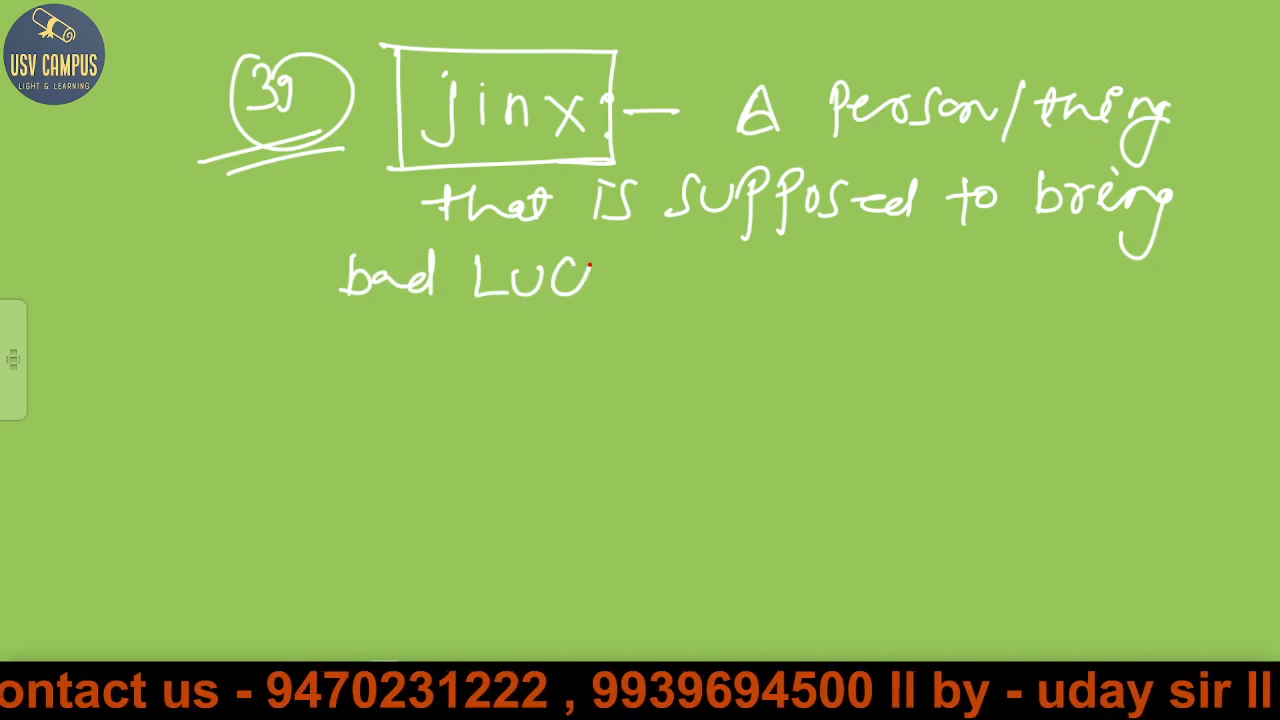 USV CAMPUS
LIGHT & LEARNING
39 jinx:— A person/thing
that is supposed to bring
bad LUC
ontact us - 9470231222 , 9939694500 ll by - uday sir ll